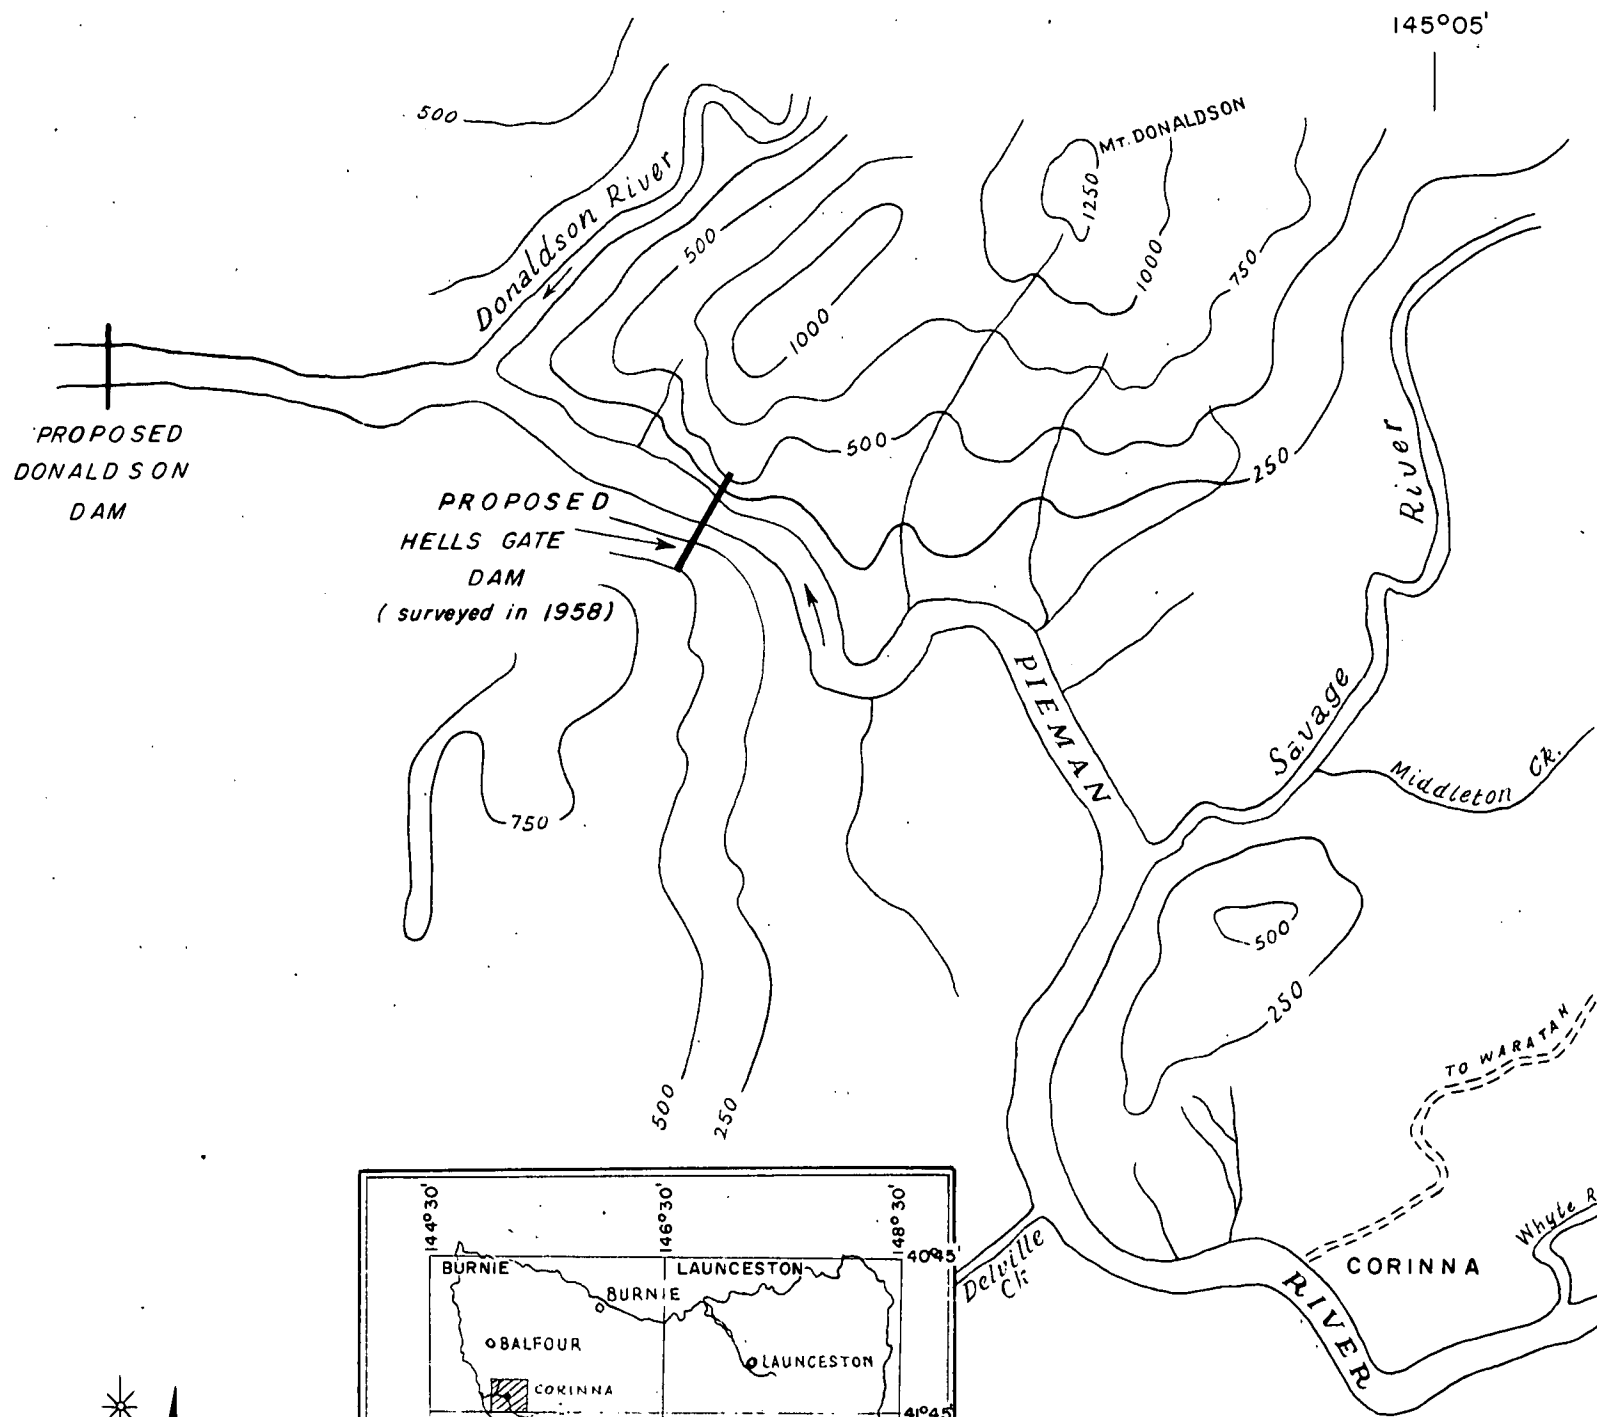 145°05'
500
MT. DONALDSON
Donaldson River
1250
500
1000
750
1000
PROPOSED
DONALDSON
DAM
500
250
River
PROPOSED
HELLS GATE
DAM
( surveyed in 1958)
PIEMAN
Savage
Middleton Ck.
750
500
250
TO WARATAH
500
250
Whyte R
CORINNA
Delville
Ck
RIVER
144°30'
146°30'
148°30'
40°45'
BURNIE
LAUNCESTON
BURNIE
BALFOUR
LAUNCESTON
CORINNA
41°45'